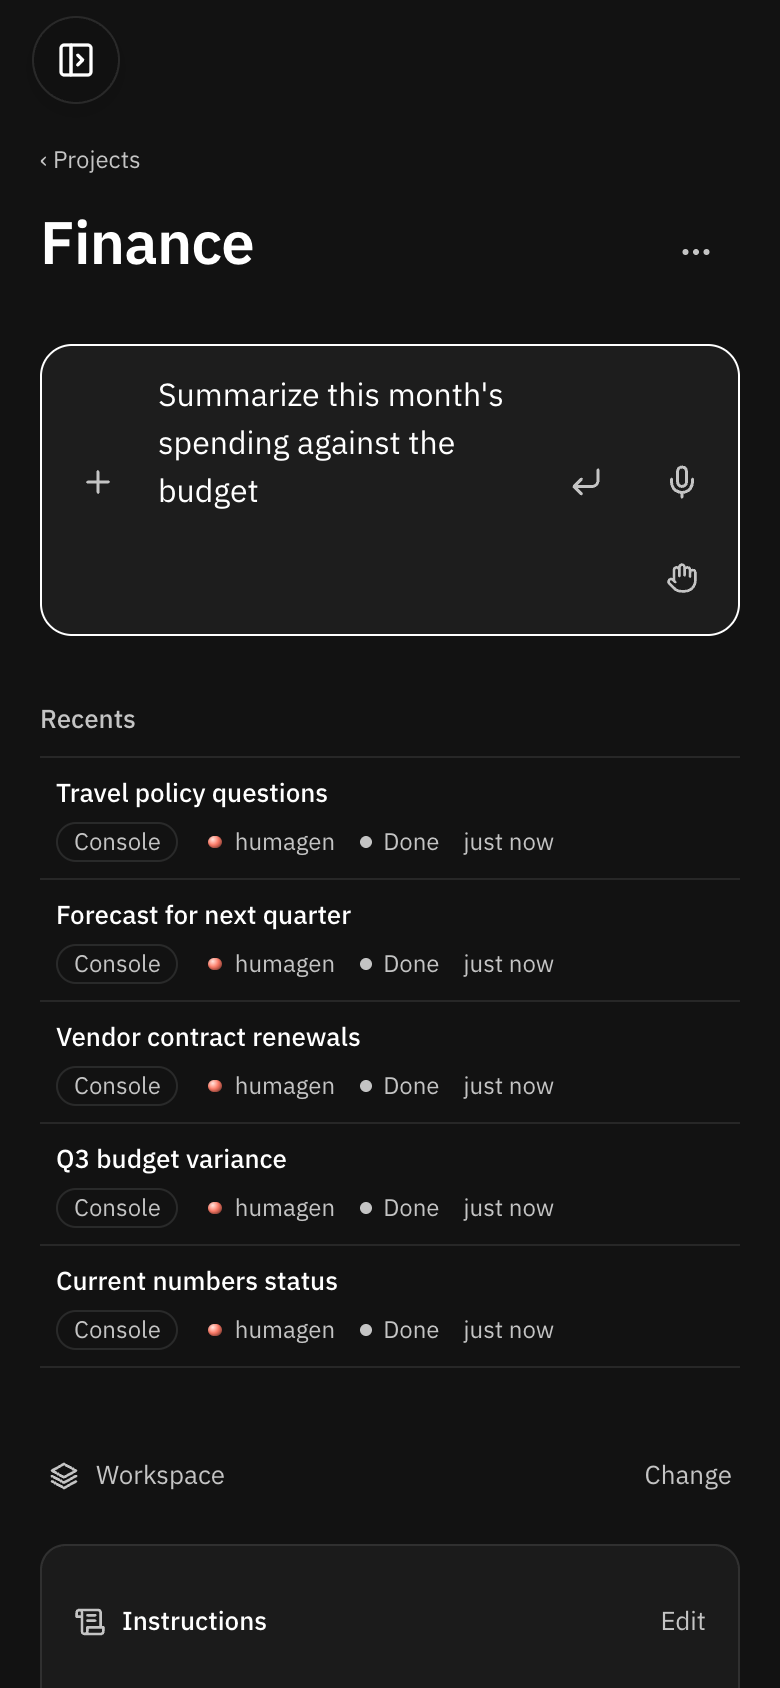 ‹ Projects
Finance
Summarize this month's
spending against the
budget
Recents
Travel policy questions
Console humagen Done just now
Forecast for next quarter
Console humagen Done just now
Vendor contract renewals
Console humagen Done just now
Q3 budget variance
Console humagen Done just now
Current numbers status
Console humagen Done just now
Workspace Change
Instructions Edit